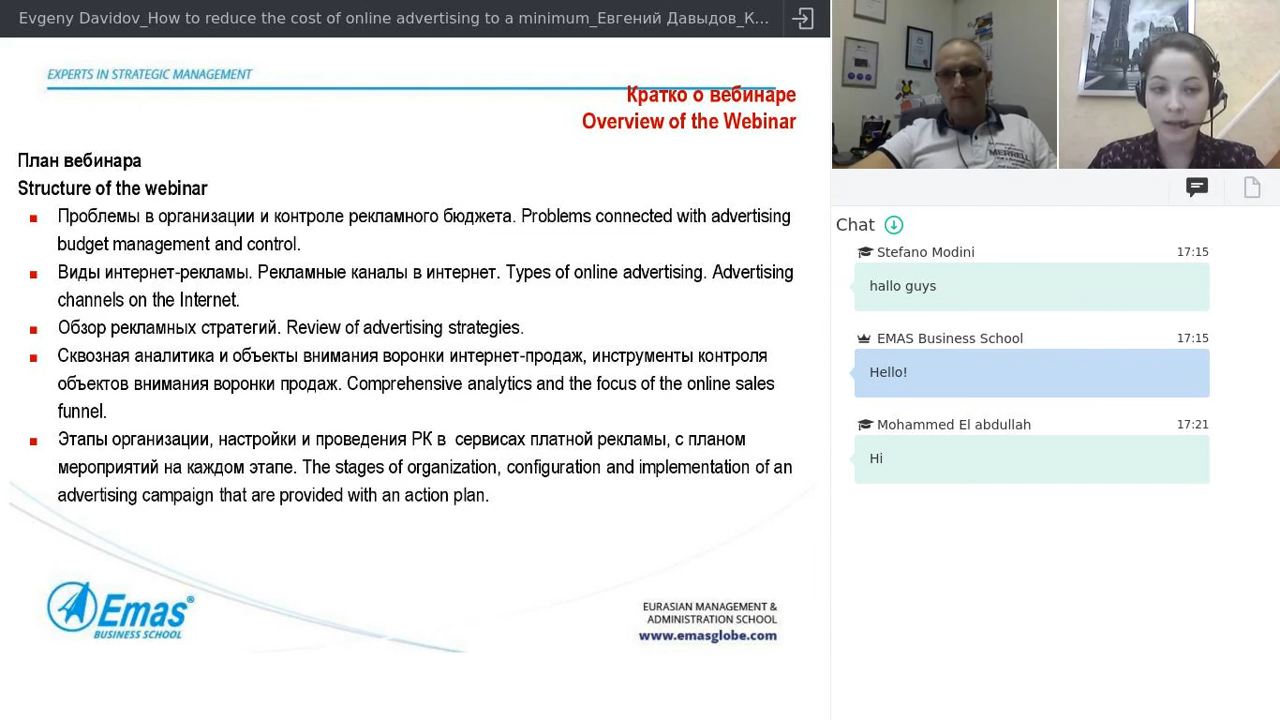 Evgeny Davidov_How to reduce the cost of online advertising to a minimum_Евгений Давыдов_К...
EXPERTS IN STRATEGIC MANAGEMENT
Кратко о вебинаре
Overview of the Webinar
План вебинара
Structure of the webinar
Проблемы в организации и контроле рекламного бюджета. Problems connected with advertising
budget management and control.
Виды интернет-рекламы. Рекламные каналы в интернет. Types of online advertising. Advertising
channels on the Internet.
Обзор рекламных стратегий. Review of advertising strategies.
Сквозная аналитика и объекты внимания воронки интернет-продаж, инструменты контроля
объектов внимания воронки продаж. Comprehensive analytics and the focus of the online sales
funnel.
Этапы организации, настройки и проведения РК в  сервисах платной рекламы, с планом
мероприятий на каждом этапе. The stages of organization, configuration and implementation of an
advertising campaign that are provided with an action plan.
Emas®
BUSINESS SCHOOL
EURASIAN MANAGEMENT &
ADMINISTRATION SCHOOL
www.emasglobe.com
MERRELL
Chat
Stefano Modini 17:15
hallo guys
EMAS Business School 17:15
Hello!
Mohammed El abdullah 17:21
Hi